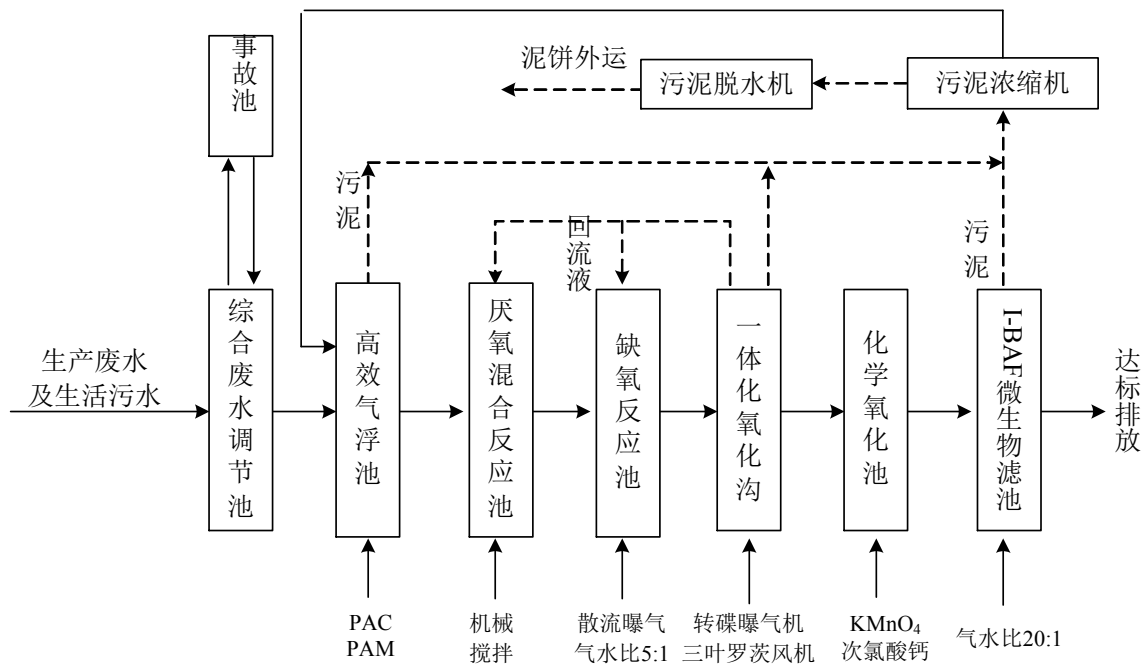 事故池
泥饼外运
污泥脱水机
污泥浓缩机
污泥
回流液
污泥
生产废水
及生活污水
综合废水调节池
高效气浮池
厌氧混合反应池
缺氧反应池
一体化氧化沟
化学氧化池
I-BAF微生物滤池
达标排放
PAC
PAM
机械
搅拌
散流曝气
气水比5:1
转碟曝气机
三叶罗茨风机
KMnO4
次氯酸钙
气水比20:1